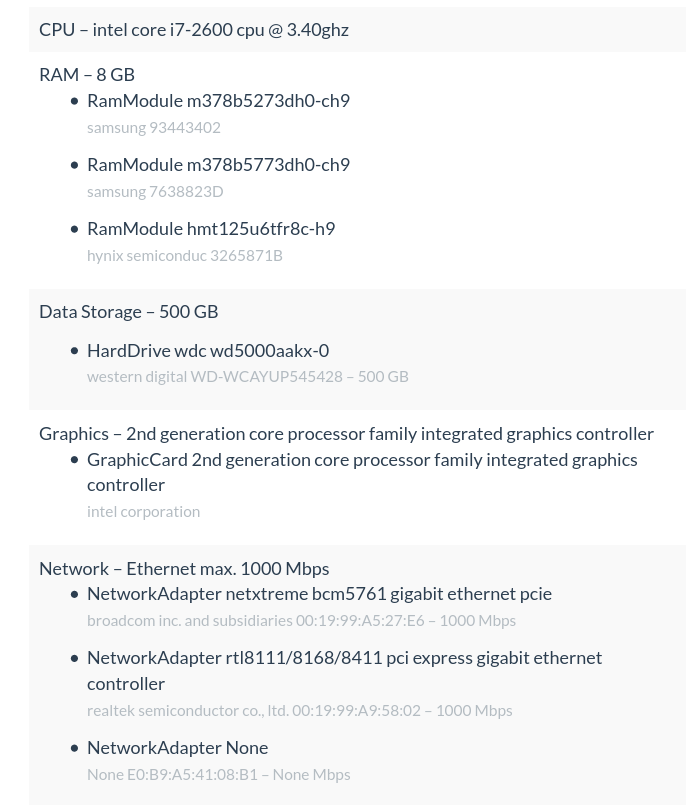 CPU – intel core i7-2600 cpu @ 3.40ghz
RAM – 8 GB
RamModule m378b5273dh0-ch9
samsung 93443402
RamModule m378b5773dh0-ch9
samsung 7638823D
RamModule hmt125u6tfr8c-h9
hynix semiconduc 3265871B
Data Storage – 500 GB
HardDrive wdc wd5000aakx-0
western digital WD-WCAYUP545428 – 500 GB
Graphics – 2nd generation core processor family integrated graphics controller
GraphicCard 2nd generation core processor family integrated graphics
controller
intel corporation
Network – Ethernet max. 1000 Mbps
NetworkAdapter netxtreme bcm5761 gigabit ethernet pcie
broadcom inc. and subsidiaries 00:19:99:A5:27:E6 – 1000 Mbps
NetworkAdapter rtl8111/8168/8411 pci express gigabit ethernet
controller
realtek semiconductor co., ltd. 00:19:99:A9:58:02 – 1000 Mbps
NetworkAdapter None
None E0:B9:A5:41:08:B1 – None Mbps